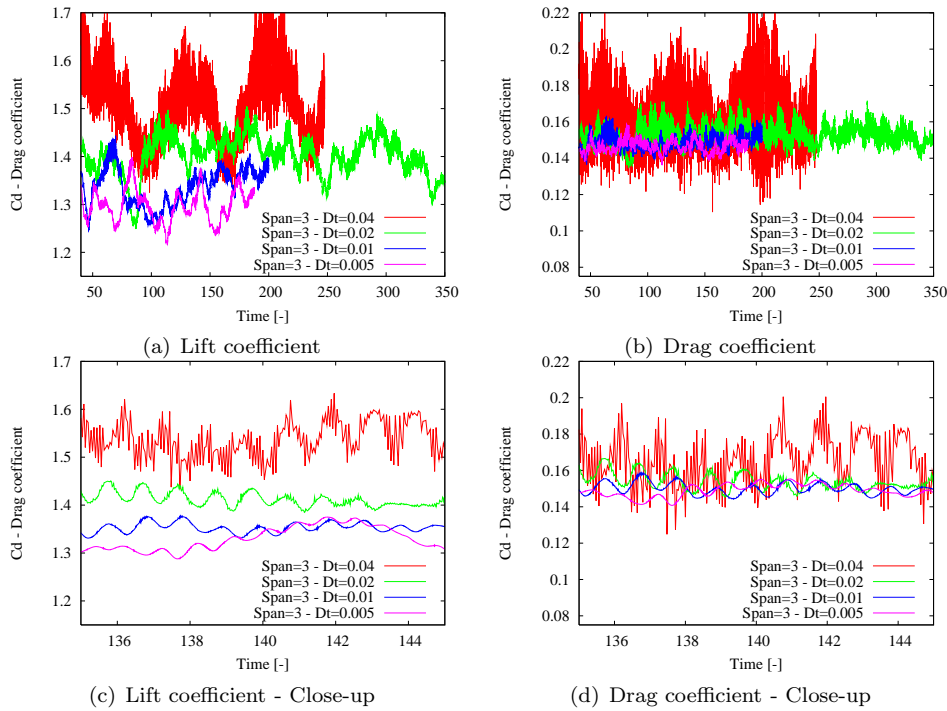 1.7
1.6
1.5
1.4
1.3
1.2
50 100 150 200 250 300 350
Cd - Drag coefficient
Time [-]
Span=3 - Dt=0.04
Span=3 - Dt=0.02
Span=3 - Dt=0.01
Span=3 - Dt=0.005
(a) Lift coefficient
0.22
0.2
0.18
0.16
0.14
0.12
0.1
0.08
50 100 150 200 250 300 350
Cd - Drag coefficient
Time [-]
Span=3 - Dt=0.04
Span=3 - Dt=0.02
Span=3 - Dt=0.01
Span=3 - Dt=0.005
(b) Drag coefficient
1.7
1.6
1.5
1.4
1.3
1.2
136 138 140 142 144
Cd - Drag coefficient
Time [-]
Span=3 - Dt=0.04
Span=3 - Dt=0.02
Span=3 - Dt=0.01
Span=3 - Dt=0.005
(c) Lift coefficient - Close-up
0.22
0.2
0.18
0.16
0.14
0.12
0.1
0.08
136 138 140 142 144
Cd - Drag coefficient
Time [-]
Span=3 - Dt=0.04
Span=3 - Dt=0.02
Span=3 - Dt=0.01
Span=3 - Dt=0.005
(d) Drag coefficient - Close-up